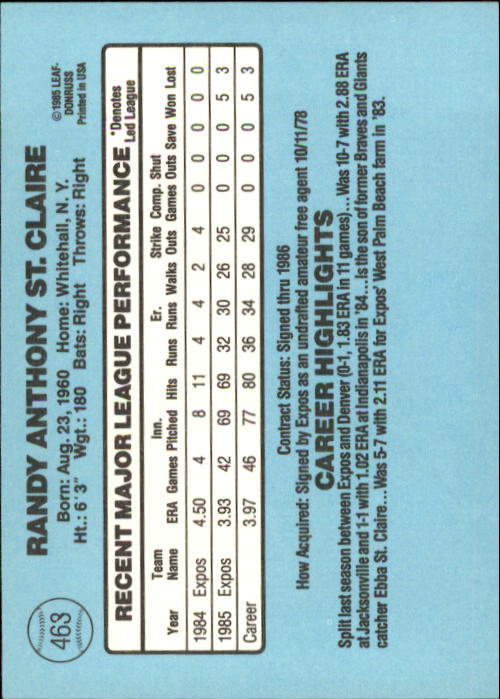 463
RANDY ANTHONY ST. CLAIRE
©1985 LEAF-
DONRUSS
Printed in USA
Born: Aug. 23, 1960 Home: Whitehall, N. Y.
Ht.: 6'3" Wgt.: 180 Bats: Right Throws: Right
RECENT MAJOR LEAGUE PERFORMANCE *Denotes
Led League
Team Inn. Er. Strike Comp. Shut
Year Name ERA Games Pitched Hits Runs Runs Walks Outs Games Outs Save Won Lost
1984 Expos 4.50 4 8 11 4 4 2 4 0 0 0 0 0
1985 Expos 3.93 42 69 69 32 30 26 25 0 0 0 5 3
Career 3.97 46 77 80 36 34 28 29 0 0 0 5 3
Contract Status: Signed thru 1986
How Acquired: Signed by Expos as an undrafted amateur free agent 10/11/78
CAREER HIGHLIGHTS
Split last season between Expos and Denver (0-1, 1.83 ERA in 11 games)...Was 10-7 with 2.88 ERA
at Jacksonville and 1-1 with 1.02 ERA at Indianapolis in '84...Is the son of former Braves and Giants
catcher Ebba St. Claire...Was 5-7 with 2.11 ERA for Expos' West Palm Beach farm in '83.